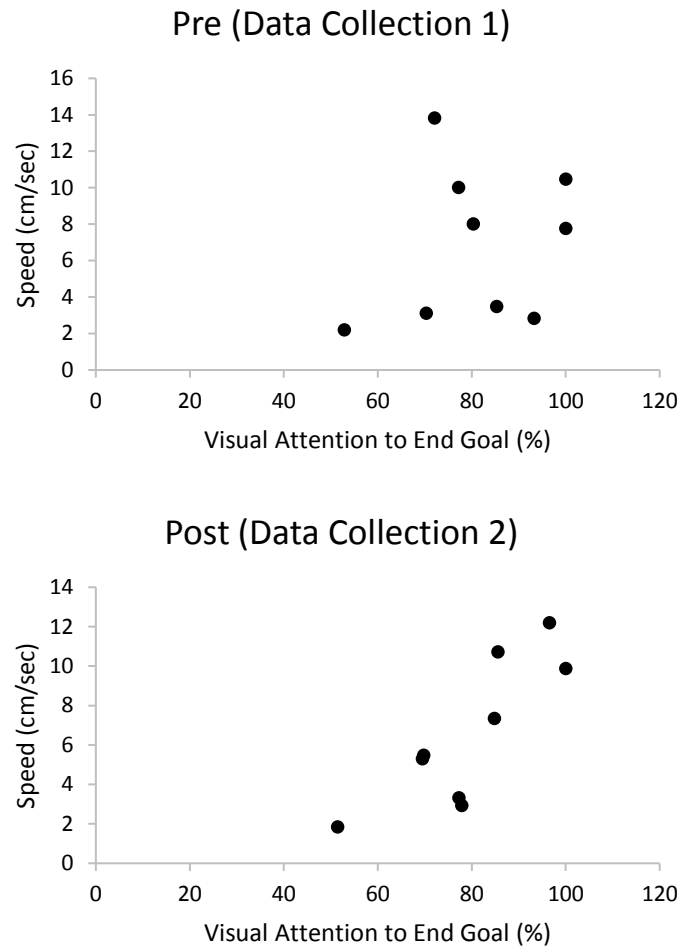 Pre (Data Collection 1)
16
14
12
10
8
6
4
2
0
Speed (cm/sec)
0 20 40 60 80 100 120
Visual Attention to End Goal (%)
Post (Data Collection 2)
14
12
10
8
6
4
2
0
Speed (cm/sec)
0 20 40 60 80 100 120
Visual Attention to End Goal (%)